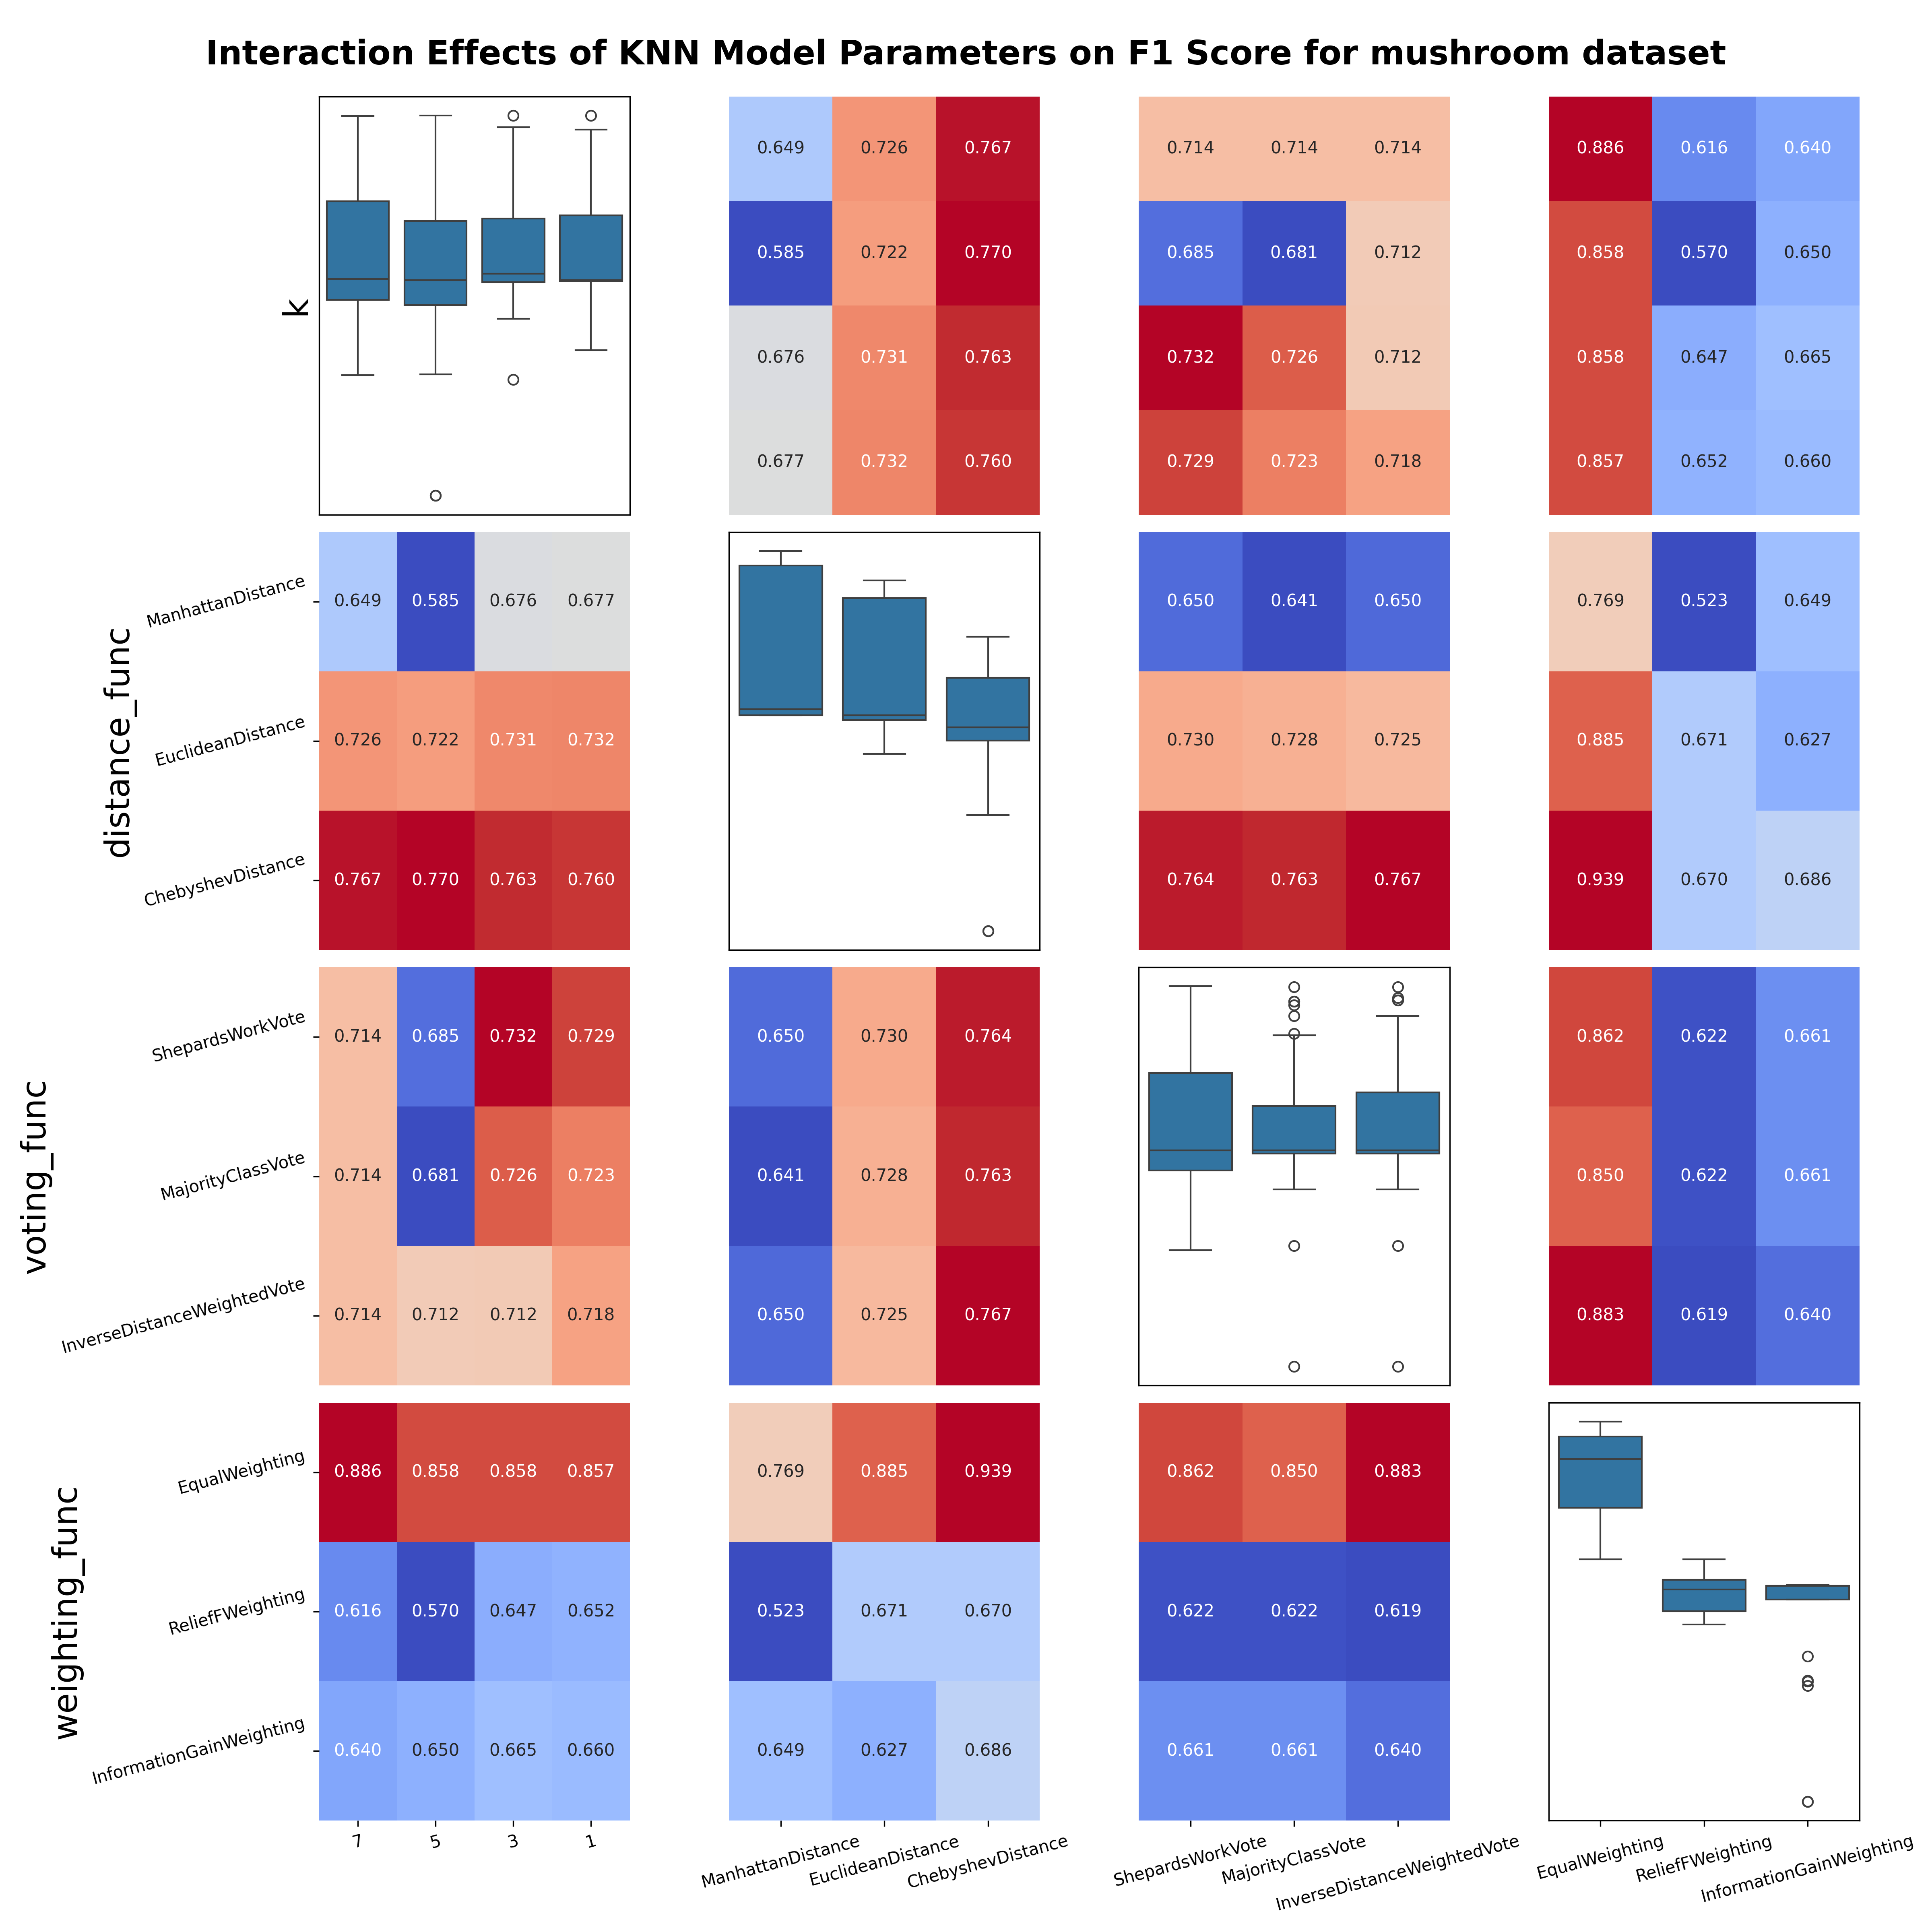 Interaction Effects of KNN Model Parameters on F1 Score for mushroom dataset
k
0.649 0.726 0.767
0.714 0.714 0.714
0.886 0.616 0.640
0.585 0.722 0.770
0.685 0.681 0.712
0.858 0.570 0.650
0.676 0.731 0.763
0.732 0.726 0.712
0.858 0.647 0.665
0.677 0.732 0.760
0.729 0.723 0.718
0.857 0.652 0.660
distance_func
ManhattanDistance
0.649 0.585 0.676 0.677
0.650 0.641 0.650
0.769 0.523 0.649
EuclideanDistance
0.726 0.722 0.731 0.732
0.730 0.728 0.725
0.885 0.671 0.627
ChebyshevDistance
0.767 0.770 0.763 0.760
0.764 0.763 0.767
0.939 0.670 0.686
voting_func
ShepardsWorkVote
0.714 0.685 0.732 0.729
0.650 0.730 0.764
0.862 0.622 0.661
MajorityClassVote
0.714 0.681 0.726 0.723
0.641 0.728 0.763
0.850 0.622 0.661
InverseDistanceWeightedVote
0.714 0.712 0.712 0.718
0.650 0.725 0.767
0.883 0.619 0.640
weighting_func
EqualWeighting
0.886 0.858 0.858 0.857
0.769 0.885 0.939
0.862 0.850 0.883
ReliefFWeighting
0.616 0.570 0.647 0.652
0.523 0.671 0.670
0.622 0.622 0.619
InformationGainWeighting
0.640 0.650 0.665 0.660
0.649 0.627 0.686
0.661 0.661 0.640
7 5 3 1
ManhattanDistance
EuclideanDistance
ChebyshevDistance
ShepardsWorkVote
MajorityClassVote
InverseDistanceWeightedVote
EqualWeighting
ReliefFWeighting
InformationGainWeighting